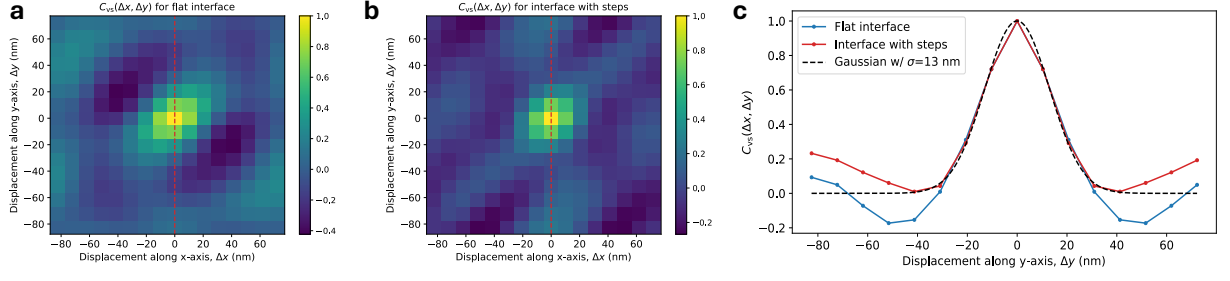 a
C_vs(Δx, Δy) for flat interface
Displacement along y-axis, Δy (nm)
60
40
20
0
−20
−40
−60
−80
−80 −60 −40 −20 0 20 40 60
Displacement along x-axis, Δx (nm)
1.0
0.8
0.6
0.4
0.2
0.0
−0.2
−0.4
b
C_vs(Δx, Δy) for interface with steps
Displacement along y-axis, Δy (nm)
60
40
20
0
−20
−40
−60
−80
−80 −60 −40 −20 0 20 40 60
Displacement along x-axis, Δx (nm)
1.0
0.8
0.6
0.4
0.2
0.0
−0.2
c
Flat interface
Interface with steps
Gaussian w/ σ=13 nm
C_vs(Δx, Δy)
1.0
0.8
0.6
0.4
0.2
0.0
−0.2
−80 −60 −40 −20 0 20 40 60 80
Displacement along y-axis, Δy (nm)